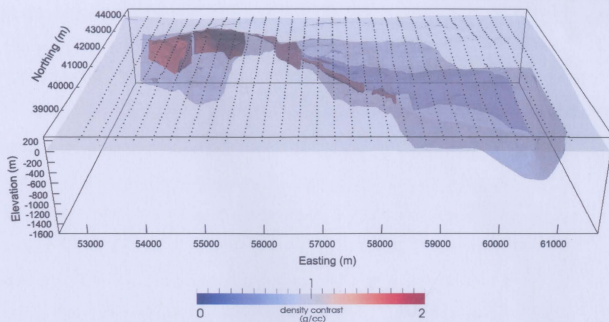 44000
43000
42000
41000
40000
39000
Northing (m)
200
0
-200
-400
-600
-800
-1000
-1200
-1400
-1600
Elevation (m)
53000 54000 55000 56000 57000 58000 59000 60000 61000
Easting (m)
1
0 density contrast 2
(g/cc)